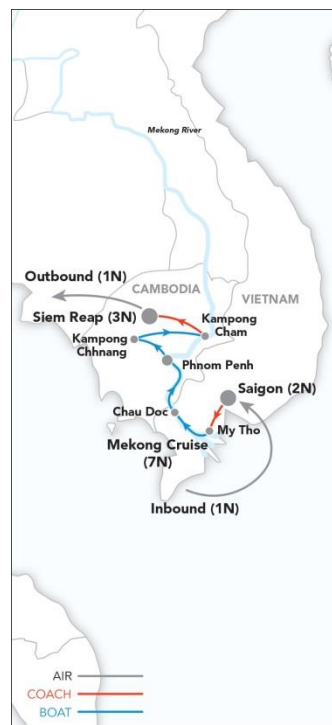 Mekong River
Outbound (1N)
CAMBODIA
VIETNAM
Siem Reap (3N)
Kampong
Cham
Kampong
Chhnang
Phnom Penh
Saigon (2N)
Chau Doc
My Tho
Mekong Cruise
(7N)
Inbound (1N)
AIR
COACH
BOAT